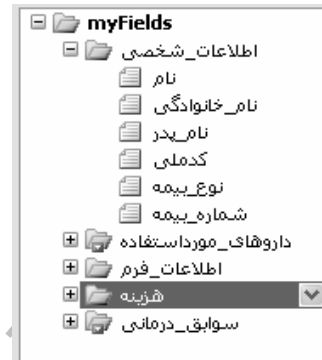 myFields
اطلاعات_شخصی
نام
نام_خانوادگی
نام_پدر
کدملی
نوع_بیمه
شماره_بیمه
داروهای_مورداستفاده
اطلاعات_فرم
هزینه
سوابق_درمانی